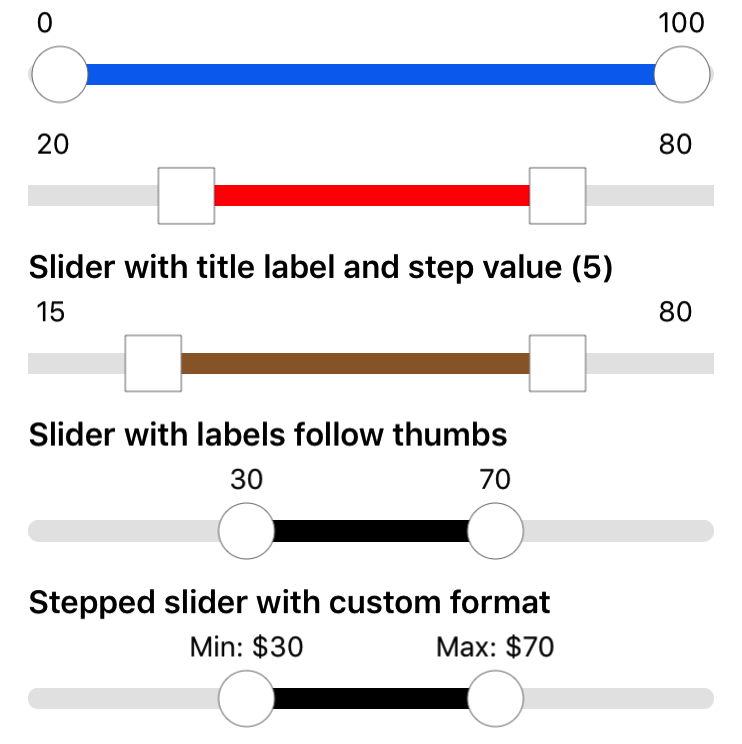 0 100
20 80
Slider with title label and step value (5)
15 80
Slider with labels follow thumbs
30 70
Stepped slider with custom format
Min: $30 Max: $70